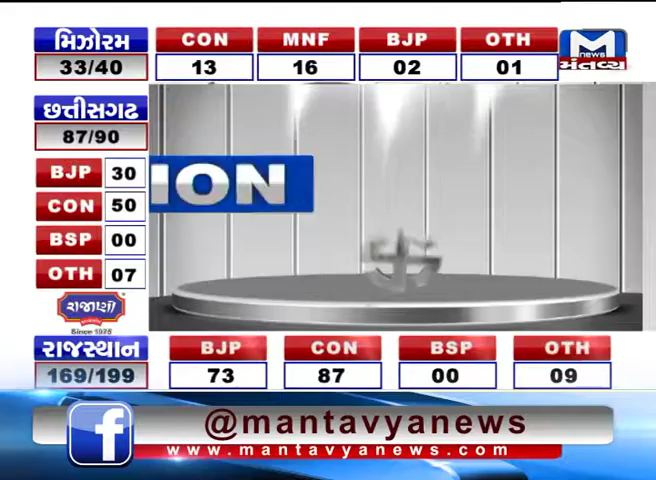 મિઝોરમ CON MNF BJP OTH
33/40 13 16 02 01
M
news
મંતવ્ય
છત્તીસગઢ
87/90
BJP 30
CON 50
BSP 00
OTH 07
ION
રાજાણી
Since 1975
રાજસ્થાન BJP CON BSP OTH
169/199 73 87 00 09
f @mantavyanews
www.mantavyanews.com